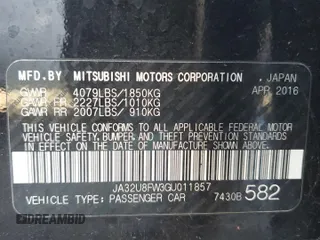 MFD.BY MITSUBISHI MOTORS CORPORATION JAPAN
GVWR 4079LBS/1850KG APR, 2016
GAWR FR 2227LBS/1010KG
GAWR RR 2007LBS/ 910KG
THIS VEHICLE CONFORMS TO ALL APPLICABLE
FEDERAL MOTOR VEHICLE SAFETY, BUMPER AND
THEFT PREVENTION STANDARDS IN EFFECT ON THE
DATE OF MANUFACTURE SHOWN ABOVE.
JA32U8FW3GU011857
VEHICLE TYPE: PASSENGER CAR 7430B 582
DREAMBID